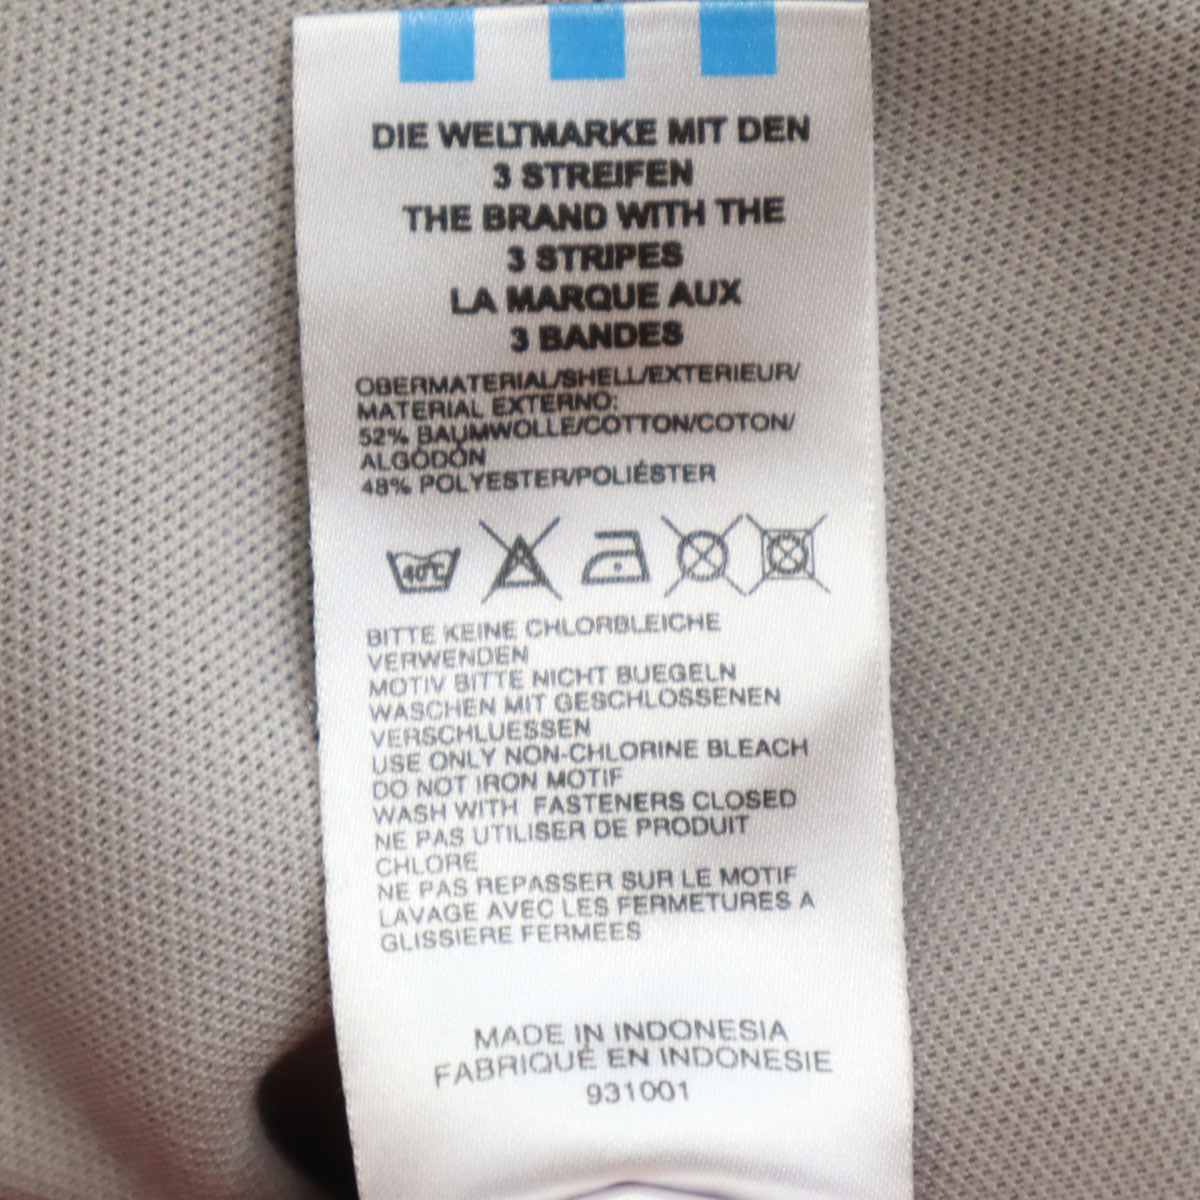 DIE WELTMARKE MIT DEN
3 STREIFEN
THE BRAND WITH THE
3 STRIPES
LA MARQUE AUX
3 BANDES
OBERMATERIAL/SHELL/EXTERIEUR/
MATERIAL EXTERNO:
52% BAUMWOLLE/COTTON/COTON/
ALGODÓN
48% POLYESTER/POLIÉSTER
40°C
BITTE KEINE CHLORBLEICHE
VERWENDEN
MOTIV BITTE NICHT BUEGELN
WASCHEN MIT GESCHLOSSENEN
VERSCHLUESSEN
USE ONLY NON-CHLORINE BLEACH
DO NOT IRON MOTIF
WASH WITH FASTENERS CLOSED
NE PAS UTILISER DE PRODUIT
CHLORE
NE PAS REPASSER SUR LE MOTIF
LAVAGE AVEC LES FERMETURES A
GLISSIERE FERMEES
MADE IN INDONESIA
FABRIQUÉ EN INDONESIE
931001